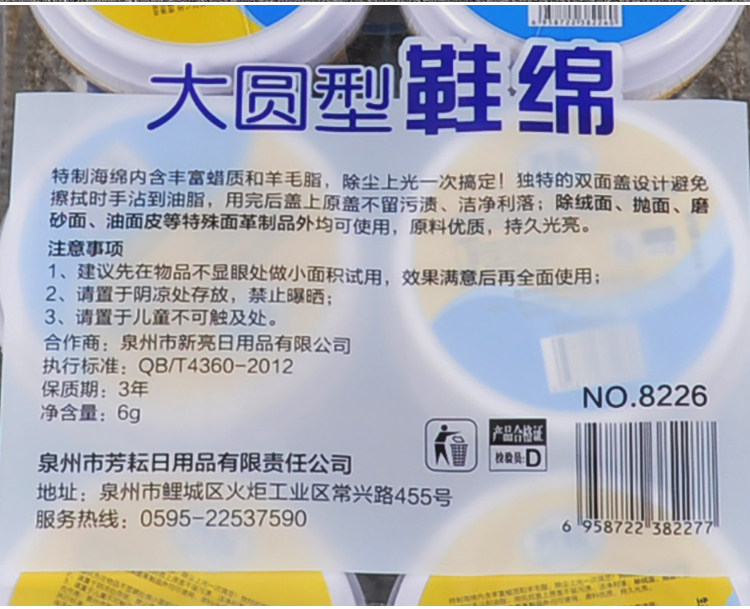 大圆型鞋绵
特制海绵内含丰富蜡质和羊毛脂，除尘上光一次搞定！独特的双面盖设计避免
擦拭时手沾到油脂，用完后盖上原盖不留污渍、洁净利落；除绒面、抛面、磨
砂面、油面皮等特殊面革制品外均可使用，原料优质，持久光亮。
注意事项
1、建议先在物品不显眼处做小面积试用，效果满意后再全面使用；
2、请置于阴凉处存放，禁止曝晒；
3、请置于儿童不可触及处。
合作商：泉州市新亮日用品有限公司
执行标准：QB/T4360-2012
保质期：3年
净含量：6g
NO.8226
产品合格证
检验员：D
泉州市芳耘日用品有限责任公司
地址：泉州市鲤城区火炬工业区常兴路455号
服务热线：0595-22537590
6 958722 382277